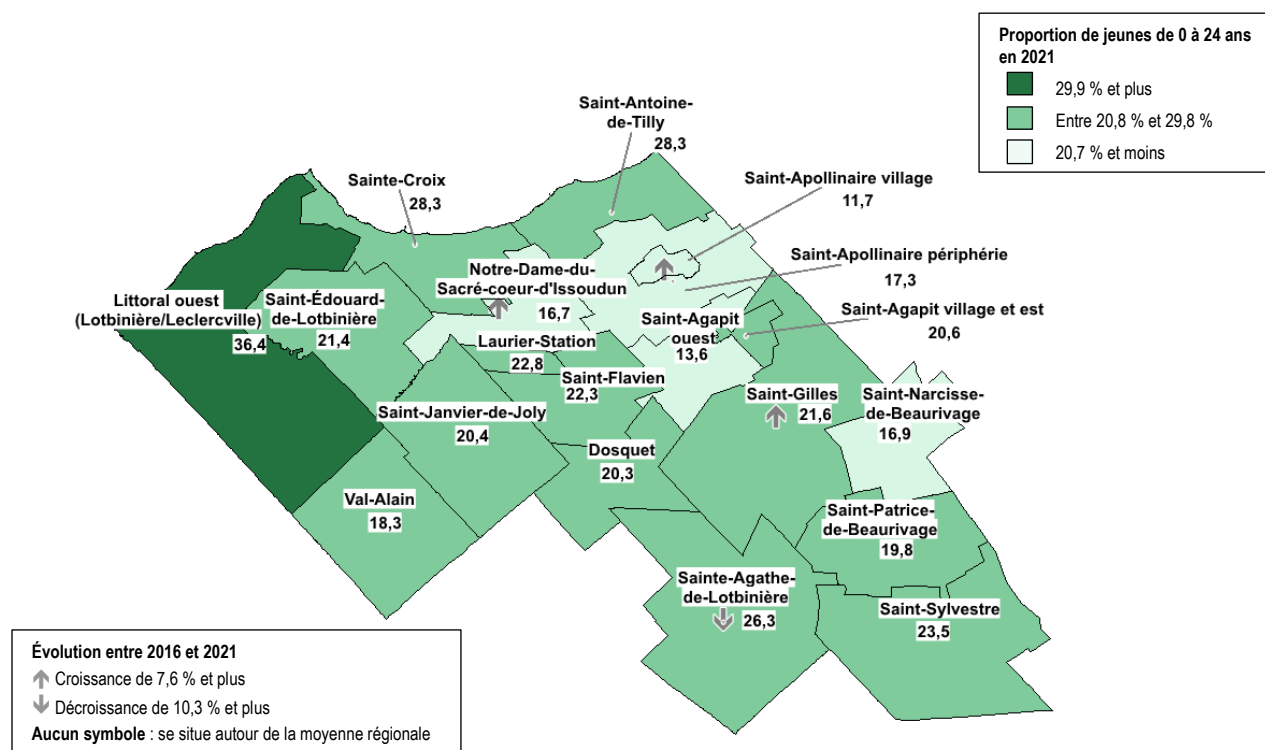 Proportion de jeunes de 0 à 24 ans
en 2021
29,9 % et plus
Entre 20,8 % et 29,8 %
20,7 % et moins
Saint-Antoine-
de-Tilly
28,3
Saint-Apollinaire village
11,7
Sainte-Croix
28,3
Saint-Apollinaire périphérie
17,3
Notre-Dame-du-
Sacré-coeur-d'Issoudun
16,7
Littoral ouest
(Lotbinière/Leclercville)
36,4
Saint-Édouard-
de-Lotbinière
21,4
Saint-Agapit village et est
20,6
Saint-Agapit
ouest
13,6
Laurier-Station
22,8
Saint-Flavien
22,3
Saint-Gilles
21,6
Saint-Narcisse-
de-Beaurivage
16,9
Saint-Janvier-de-Joly
20,4
Dosquet
20,3
Val-Alain
18,3
Saint-Patrice-
de-Beaurivage
19,8
Sainte-Agathe-
de-Lotbinière
26,3
Saint-Sylvestre
23,5
Évolution entre 2016 et 2021
Croissance de 7,6 % et plus
Décroissance de 10,3 % et plus
Aucun symbole : se situe autour de la moyenne régionale